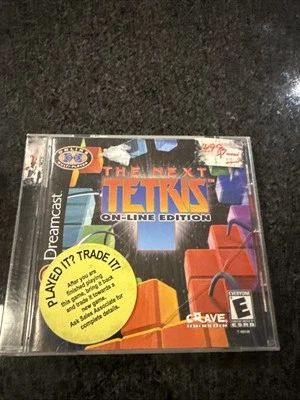 ONLINE
THE NEXT
TETRIS
ON-LINE EDITION
Dreamcast
PLAYED IT? TRADE IT!
After you are
finished playing
this game, bring it back
and trade it towards a
new game.
Ask Sales Associate for
complete details.
CRAVE
EVERYONE
E
ESRB